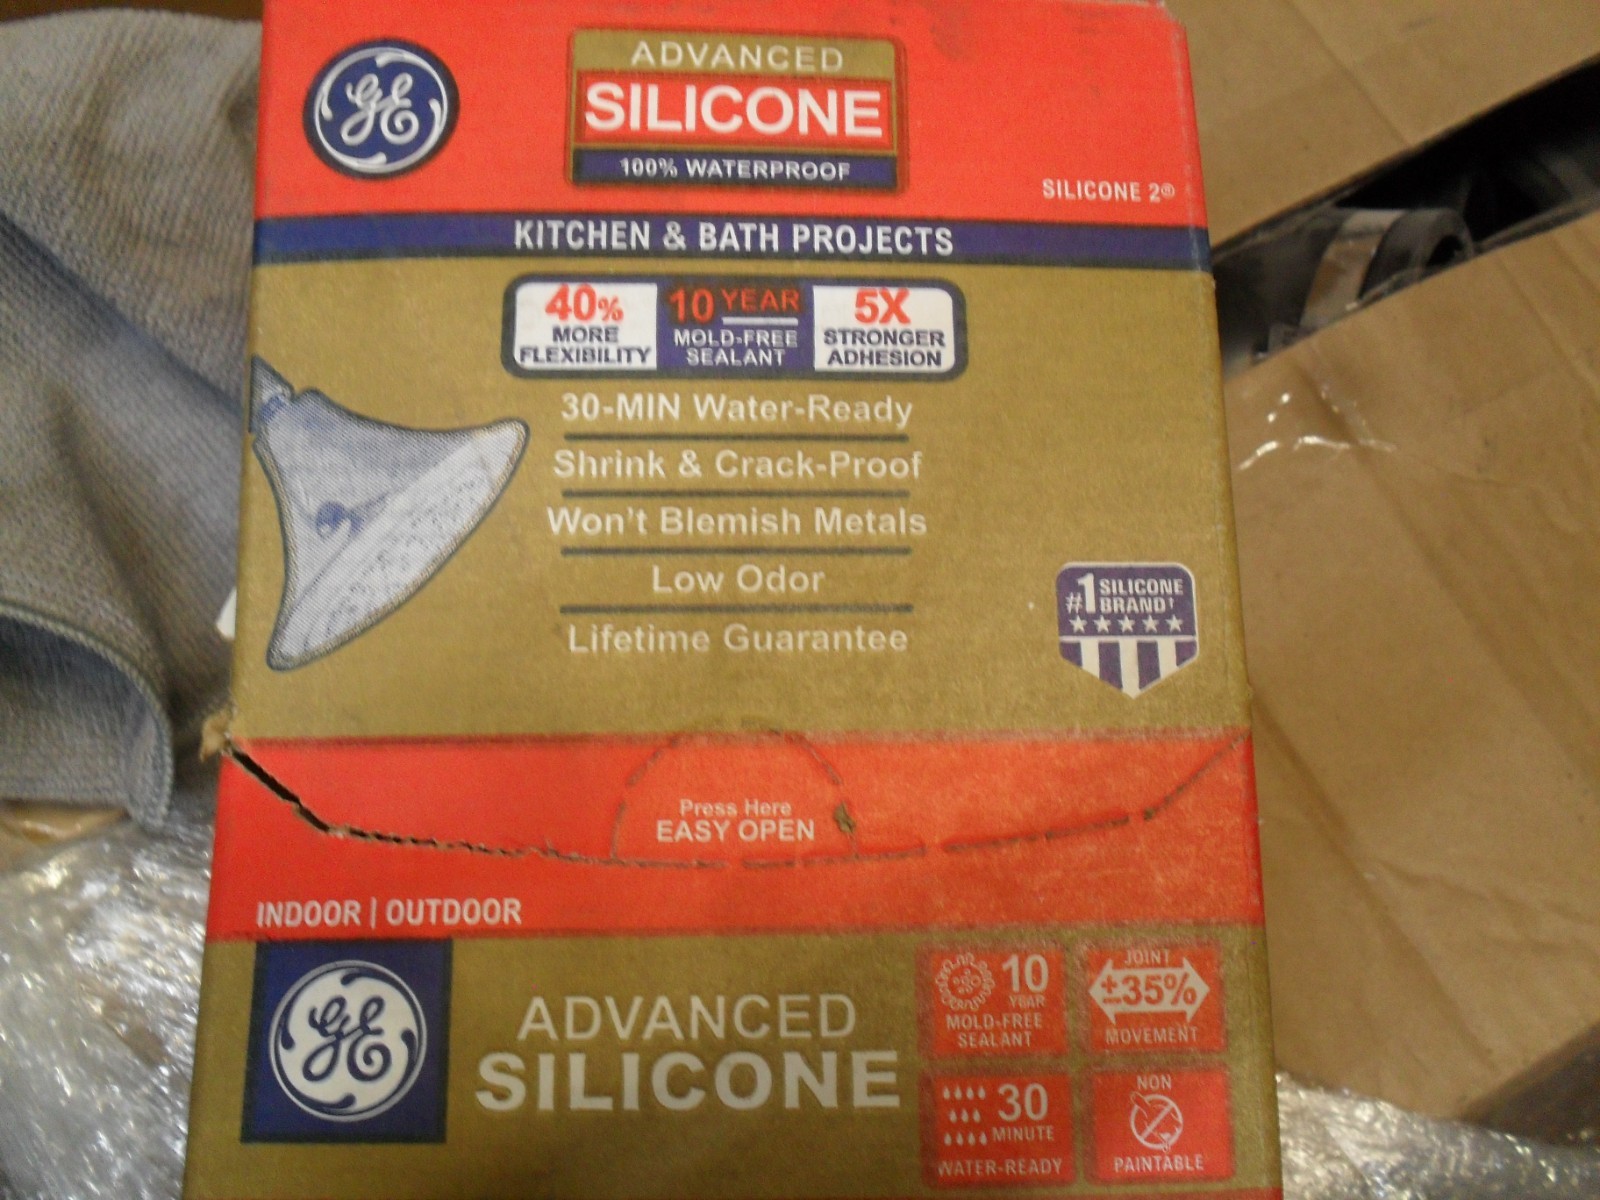 GE
ADVANCED
SILICONE
100% WATERPROOF
SILICONE 2®
KITCHEN & BATH PROJECTS
40% MORE FLEXIBILITY
10 YEAR MOLD-FREE SEALANT
5X STRONGER ADHESION
30-MIN Water-Ready
Shrink & Crack-Proof
Won't Blemish Metals
Low Odor
Lifetime Guarantee
#1 SILICONE BRAND†
Press Here
EASY OPEN
INDOOR | OUTDOOR
GE
ADVANCED
SILICONE
10 YEAR
MOLD-FREE
SEALANT
JOINT
±35%
MOVEMENT
30 MINUTE
WATER-READY
NON
PAINTABLE